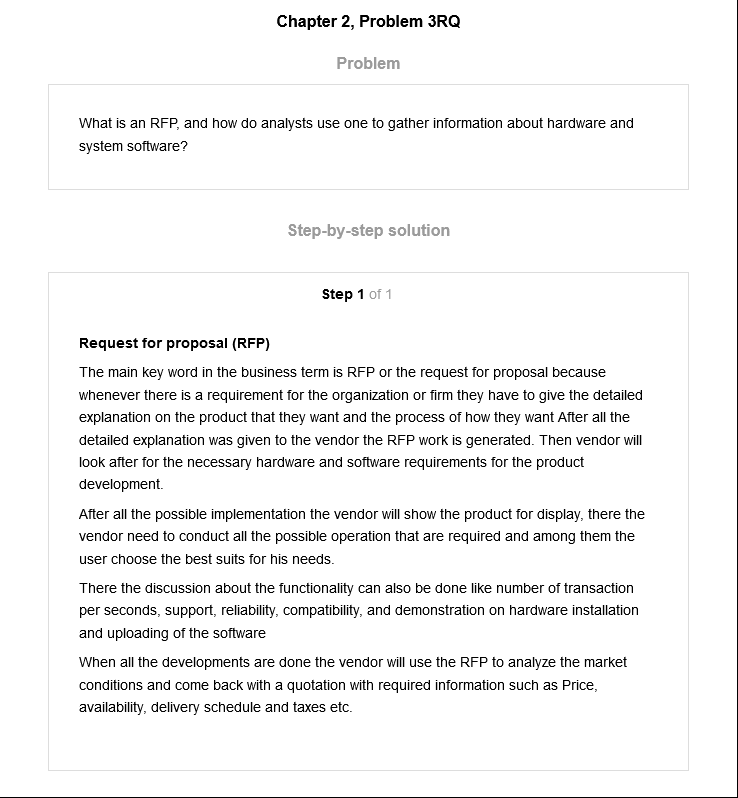 Chapter 2, Problem 3RQ
Problem
What is an RFP, and how do analysts use one to gather information about hardware and
system software?
Step-by-step solution
Step 1 of 1
Request for proposal (RFP)
The main key word in the business term is RFP or the request for proposal because
whenever there is a requirement for the organization or firm they have to give the detailed
explanation on the product that they want and the process of how they want After all the
detailed explanation was given to the vendor the RFP work is generated. Then vendor will
look after for the necessary hardware and software requirements for the product
development.
After all the possible implementation the vendor will show the product for display, there the
vendor need to conduct all the possible operation that are required and among them the
user choose the best suits for his needs.
There the discussion about the functionality can also be done like number of transaction
per seconds, support, reliability, compatibility, and demonstration on hardware installation
and uploading of the software
When all the developments are done the vendor will use the RFP to analyze the market
conditions and come back with a quotation with required information such as Price,
availability, delivery schedule and taxes etc.